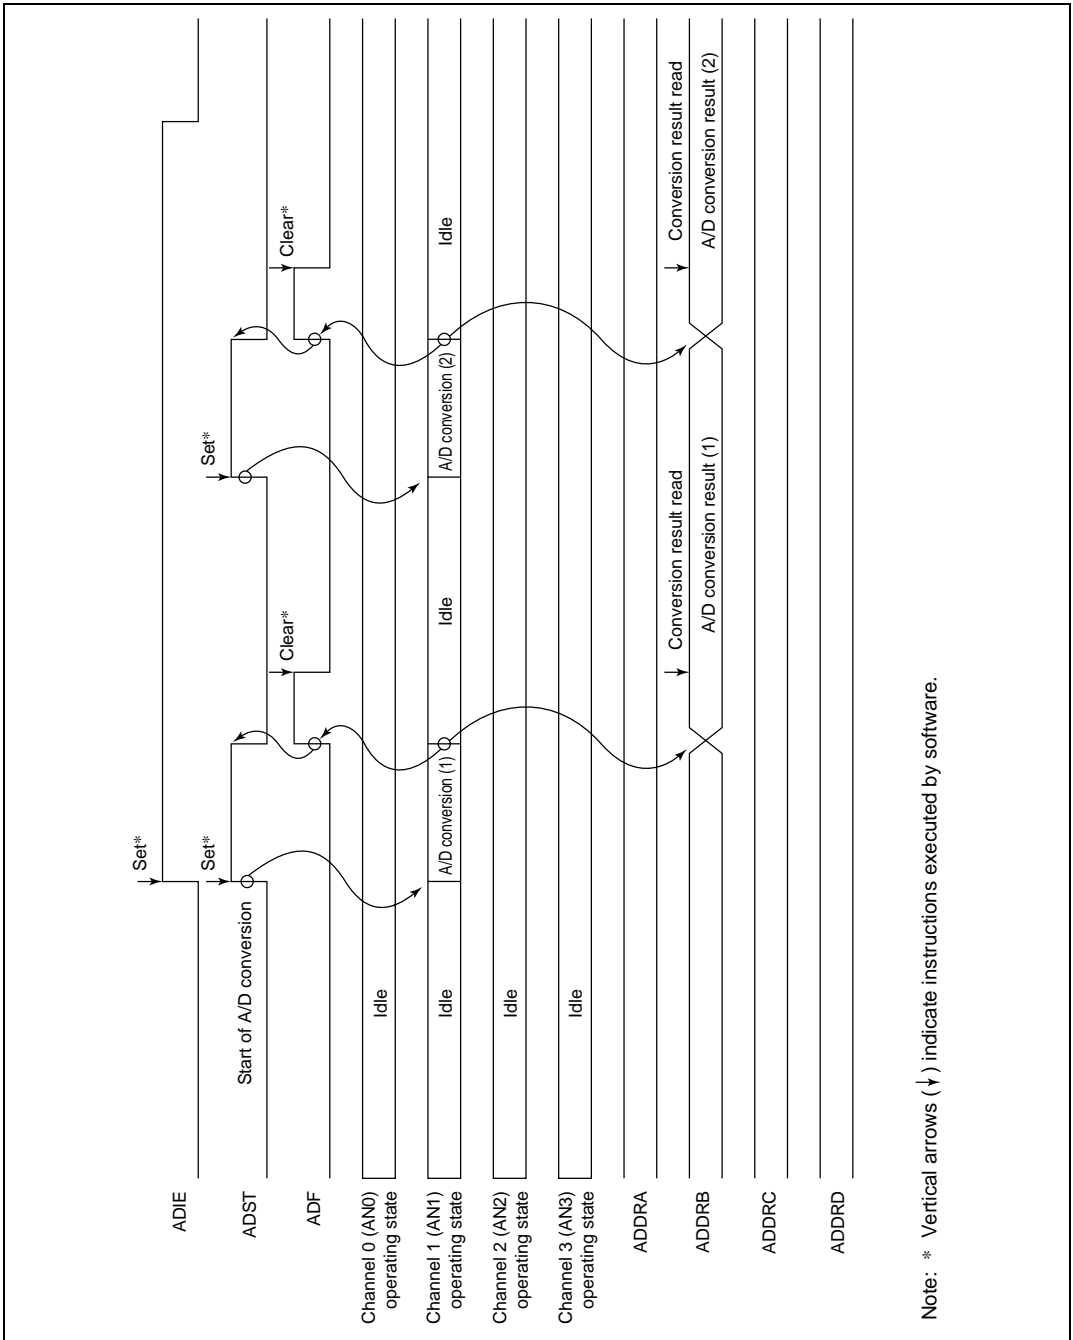 ADIE
Set*
ADST
Start of A/D conversion
Set*
Set*
ADF
Clear*
Clear*
Channel 0 (AN0)
operating state
Idle
Channel 1 (AN1)
operating state
Idle
A/D conversion (1)
Idle
A/D conversion (2)
Idle
Channel 2 (AN2)
operating state
Idle
Channel 3 (AN3)
operating state
Idle
ADDRA
Conversion result read
Conversion result read
ADDRB
A/D conversion result (1)
A/D conversion result (2)
ADDRC
ADDRD
Note: * Vertical arrows (↓) indicate instructions executed by software.